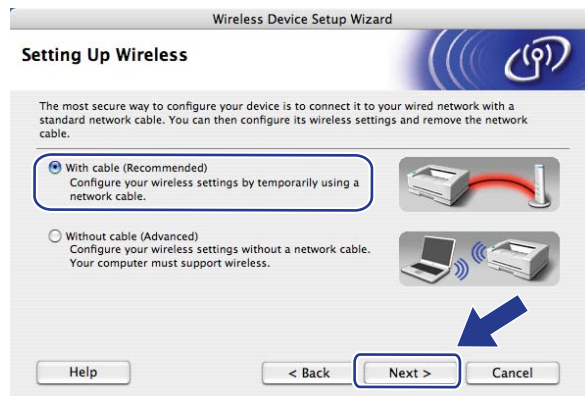 Wireless Device Setup Wizard
Setting Up Wireless
The most secure way to configure your device is to connect it to your wired network with a
standard network cable. You can then configure its wireless settings and remove the network
cable.
With cable (Recommended)
Configure your wireless settings by temporarily using a
network cable.
Without cable (Advanced)
Configure your wireless settings without a network cable.
Your computer must support wireless.
Help
< Back
Next >
Cancel